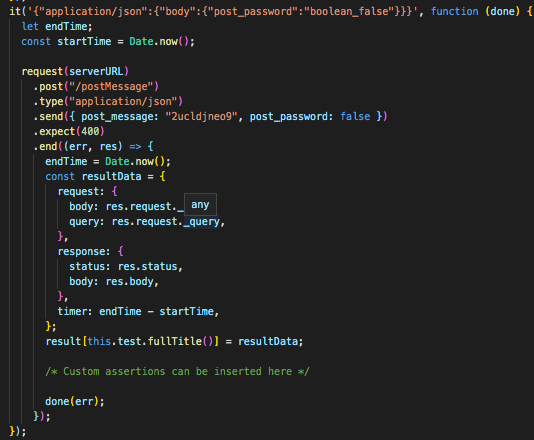 it('{"application/json":{"body":{"post_password":"boolean_false"}}}', function (done) {
  let endTime;
  const startTime = Date.now();

  request(serverURL)
    .post("/postMessage")
    .type("application/json")
    .send({ post_message: "2ucldjneo9", post_password: false })
    .expect(400)
    .end((err, res) => {
      endTime = Date.now();
      const resultData = {
        request: {
          body: res.request._
any
          query: res.request._query,
        },
        response: {
          status: res.status,
          body: res.body,
        },
        timer: endTime - startTime,
      };
      result[this.test.fullTitle()] = resultData;

      /* Custom assertions can be inserted here */

      done(err);
    });
});